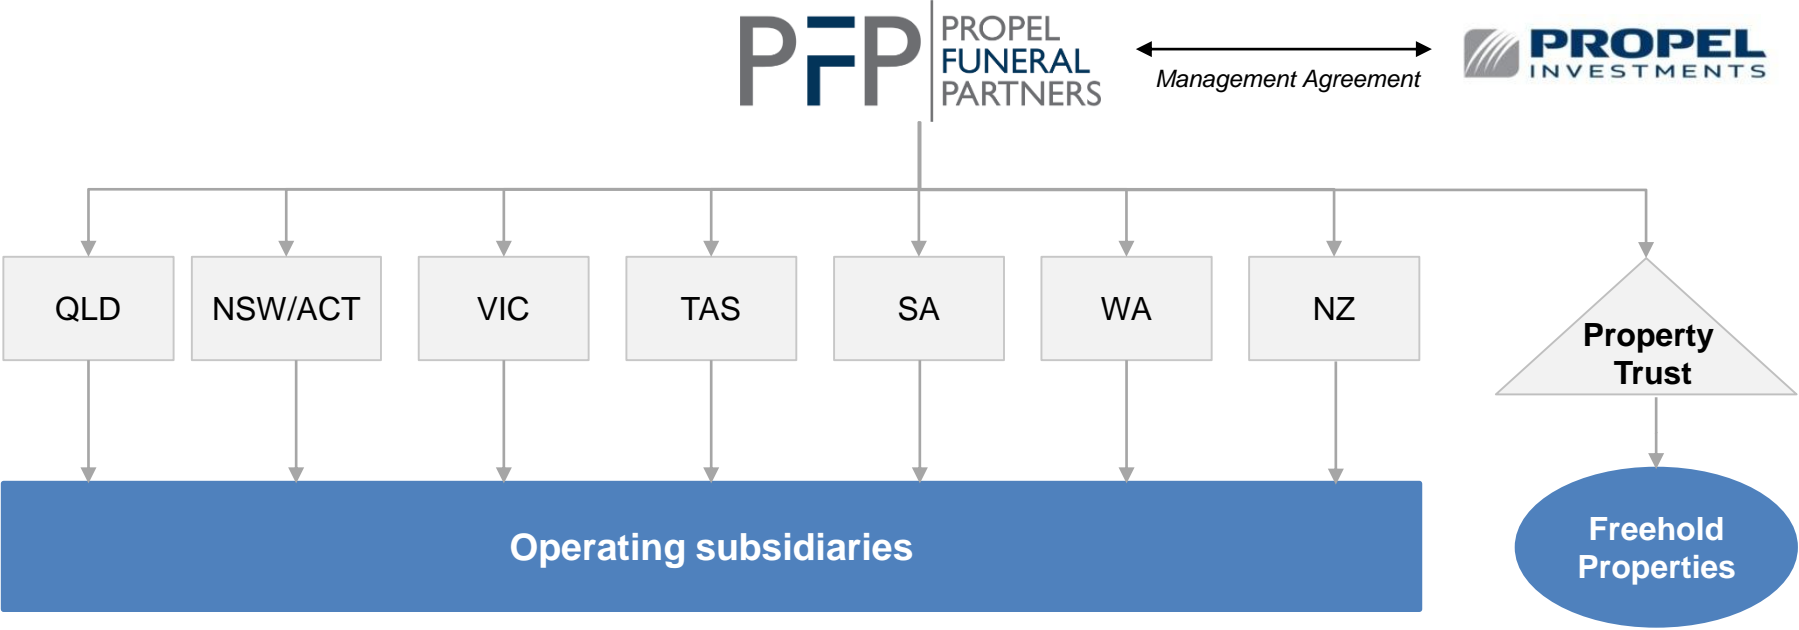 PFP
PROPEL
FUNERAL
PARTNERS
Management Agreement
PROPEL
INVESTMENTS
QLD
NSW/ACT
VIC
TAS
SA
WA
NZ
Property
Trust
Operating subsidiaries
Freehold
Properties